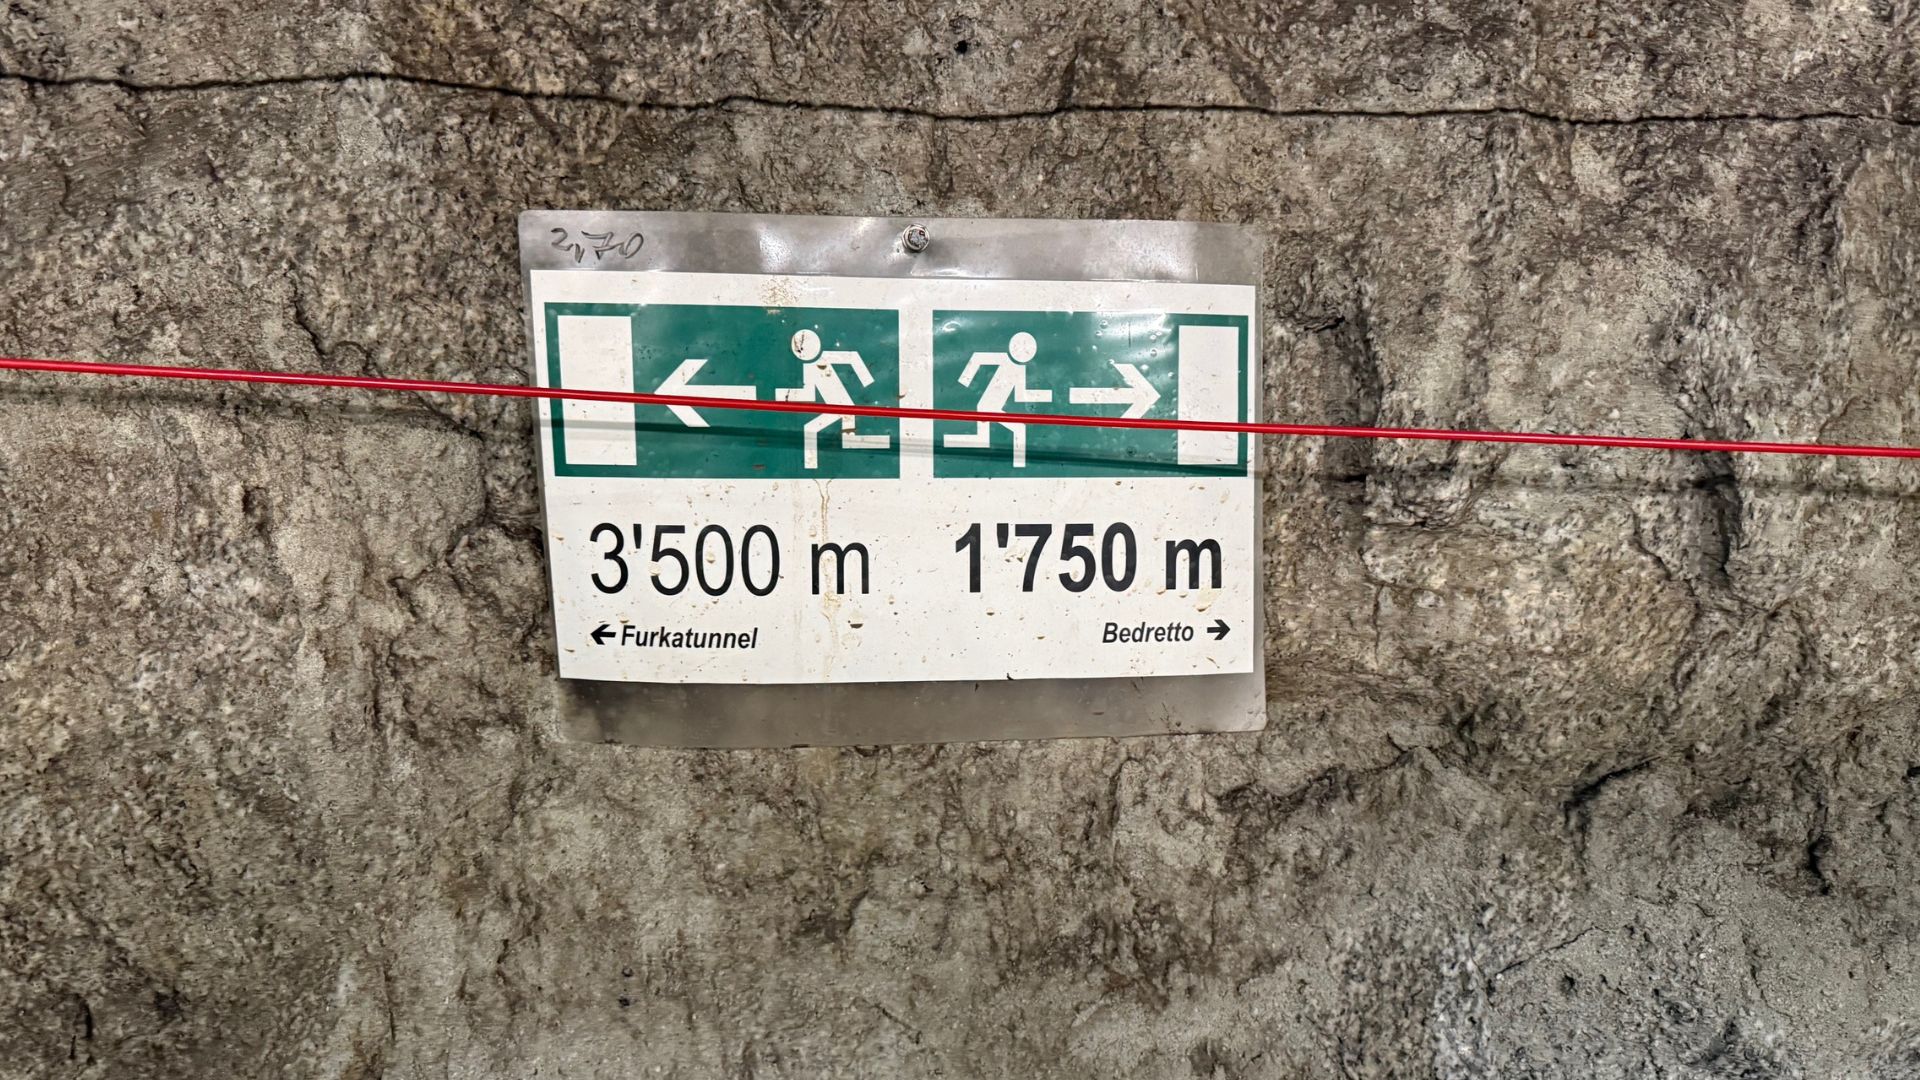 2,70
3'500 m 1'750 m
←Furkatunnel Bedretto →